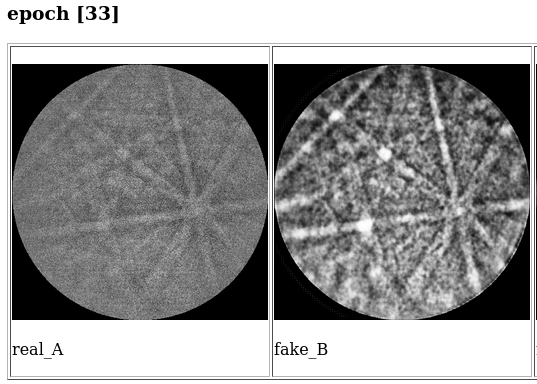 epoch [33]
real_A
fake_B